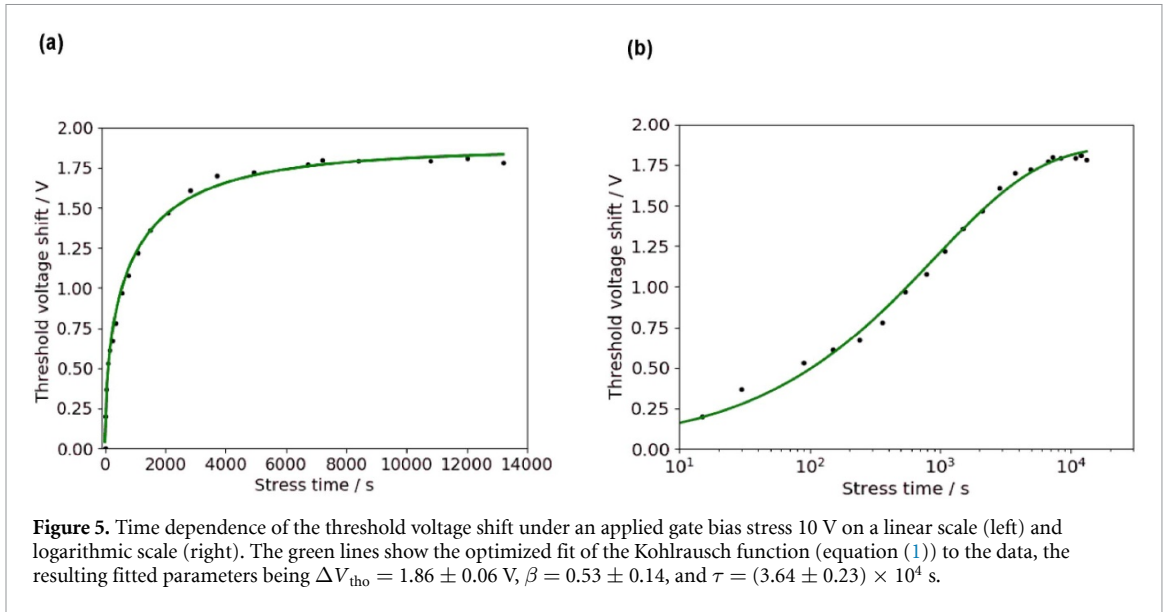 (a)
(b)
2.00
1.75
1.50
1.25
1.00
0.75
0.50
0.25
0.00
Threshold voltage shift / V
0 2000 4000 6000 8000 10000 12000 14000
Stress time / s
2.00
1.75
1.50
1.25
1.00
0.75
0.50
0.25
0.00
Threshold voltage shift / V
10¹ 10² 10³ 10⁴
Stress time / s
Figure 5. Time dependence of the threshold voltage shift under an applied gate bias stress 10 V on a linear scale (left) and
logarithmic scale (right). The green lines show the optimized fit of the Kohlrausch function (equation (1)) to the data, the
resulting fitted parameters being ΔV_tho = 1.86 ± 0.06 V, β = 0.53 ± 0.14, and τ = (3.64 ± 0.23) × 10⁴ s.